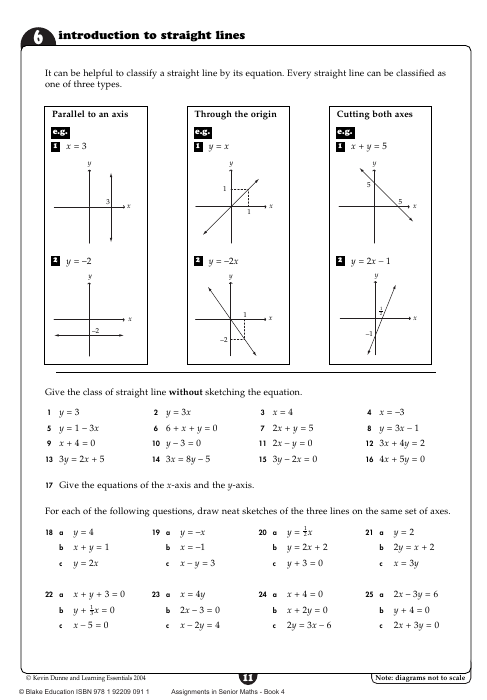 6 introduction to straight lines
It can be helpful to classify a straight line by its equation. Every straight line can be classified as
one of three types.
Parallel to an axis
e.g.
1 x = 3
y
3
x
2 y = –2
y
x
–2
Through the origin
e.g.
1 y = x
y
1
1
x
2 y = –2x
y
1
x
–2
Cutting both axes
e.g.
1 x + y = 5
y
5
5
x
2 y = 2x – 1
y
½
x
–1
Give the class of straight line without sketching the equation.
1 y = 3 2 y = 3x 3 x = 4 4 x = –3
5 y = 1 – 3x 6 6 + x + y = 0 7 2x + y = 5 8 y = 3x – 1
9 x + 4 = 0 10 y – 3 = 0 11 2x – y = 0 12 3x + 4y = 2
13 3y = 2x + 5 14 3x = 8y – 5 15 3y – 2x = 0 16 4x + 5y = 0
17 Give the equations of the x-axis and the y-axis.
For each of the following questions, draw neat sketches of the three lines on the same set of axes.
18 a y = 4 19 a y = –x 20 a y = ½x 21 a y = 2
b x + y = 1 b x = –1 b y = 2x + 2 b 2y = x + 2
c y = 2x c x – y = 3 c y + 3 = 0 c x = 3y
22 a x + y + 3 = 0 23 a x = 4y 24 a x + 4 = 0 25 a 2x – 3y = 6
b y + ⅓x = 0 b 2x – 3 = 0 b x + 2y = 0 b y + 4 = 0
c x – 5 = 0 c x – 2y = 4 c 2y = 3x – 6 c 2x + 3y = 0
© Kevin Dunne and Learning Essentials 2004 11 Note: diagrams not to scale
© Blake Education ISBN 978 1 92209 091 1 Assignments in Senior Maths - Book 4